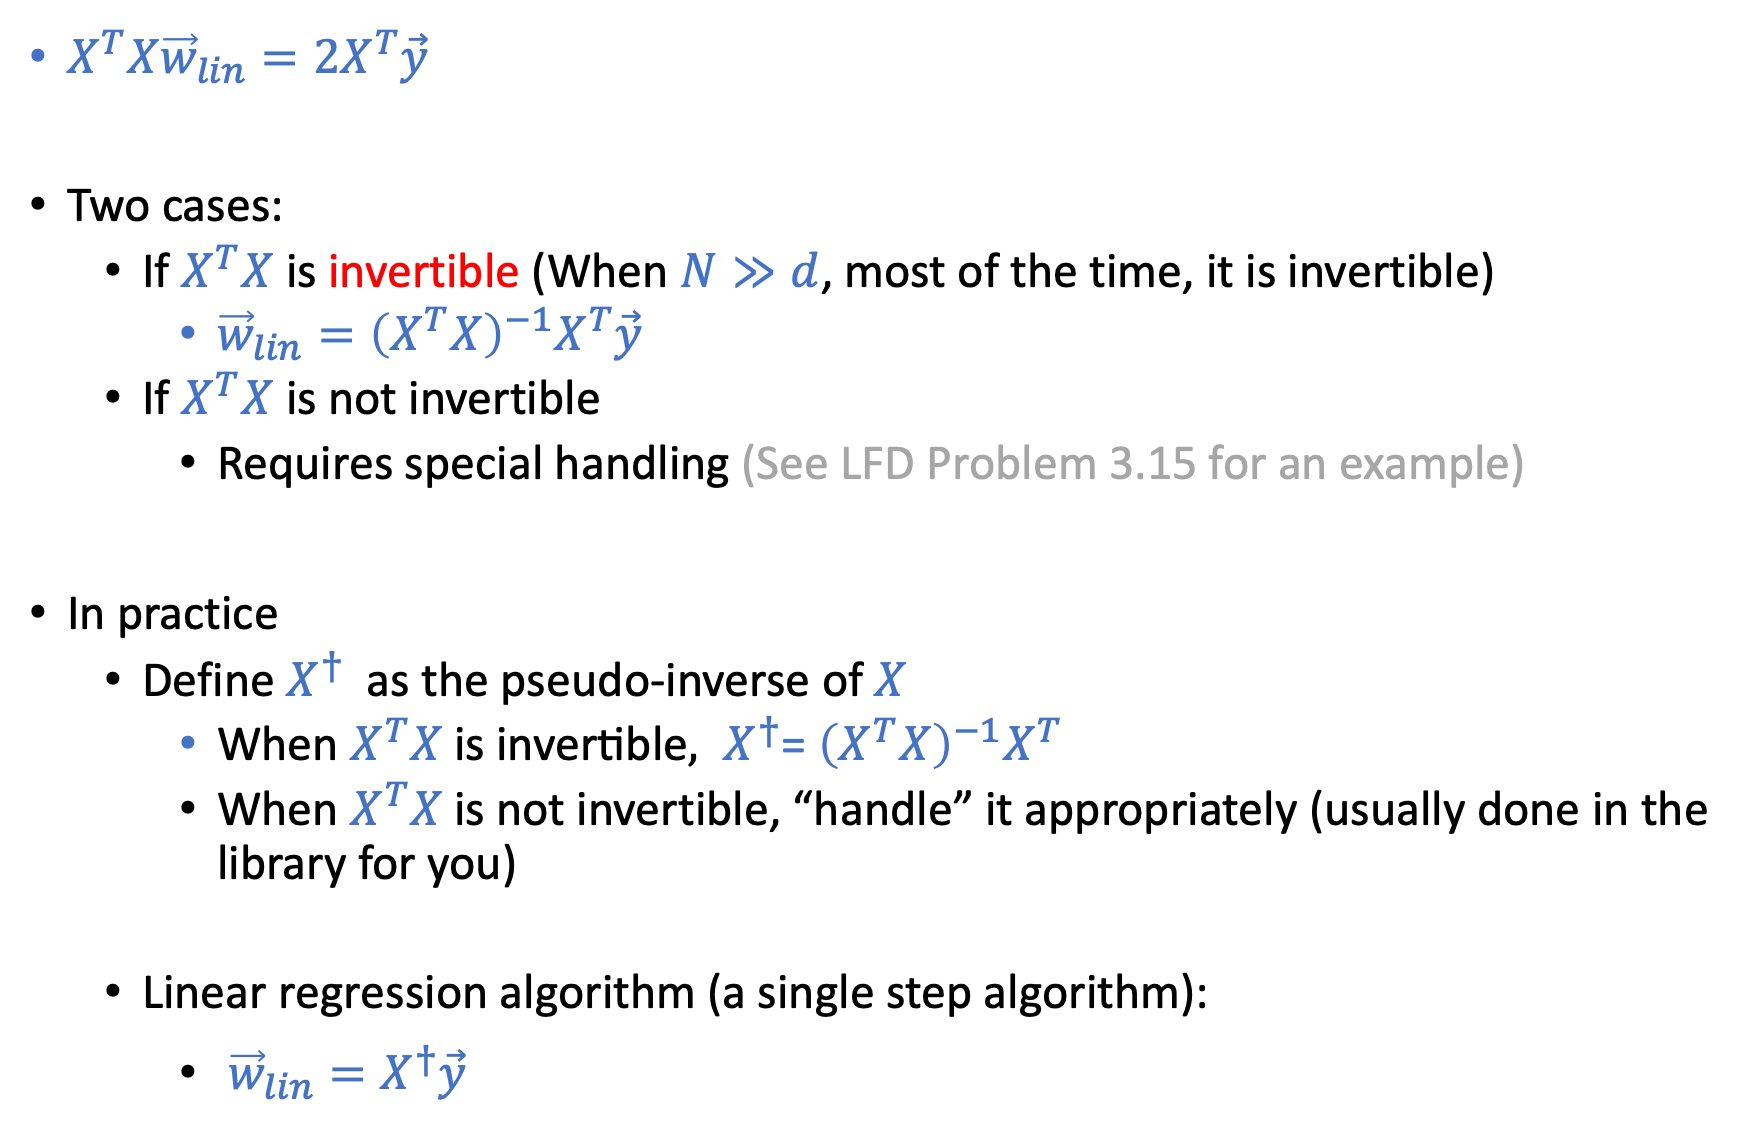 • XᵀXw⃗ₗᵢₙ = 2Xᵀy⃗
• Two cases:
• If XᵀX is invertible (When N ≫ d, most of the time, it is invertible)
• w⃗ₗᵢₙ = (XᵀX)⁻¹Xᵀy⃗
• If XᵀX is not invertible
• Requires special handling (See LFD Problem 3.15 for an example)
• In practice
• Define X† as the pseudo-inverse of X
• When XᵀX is invertible, X†= (XᵀX)⁻¹Xᵀ
• When XᵀX is not invertible, “handle” it appropriately (usually done in the
library for you)
• Linear regression algorithm (a single step algorithm):
• w⃗ₗᵢₙ = X†y⃗